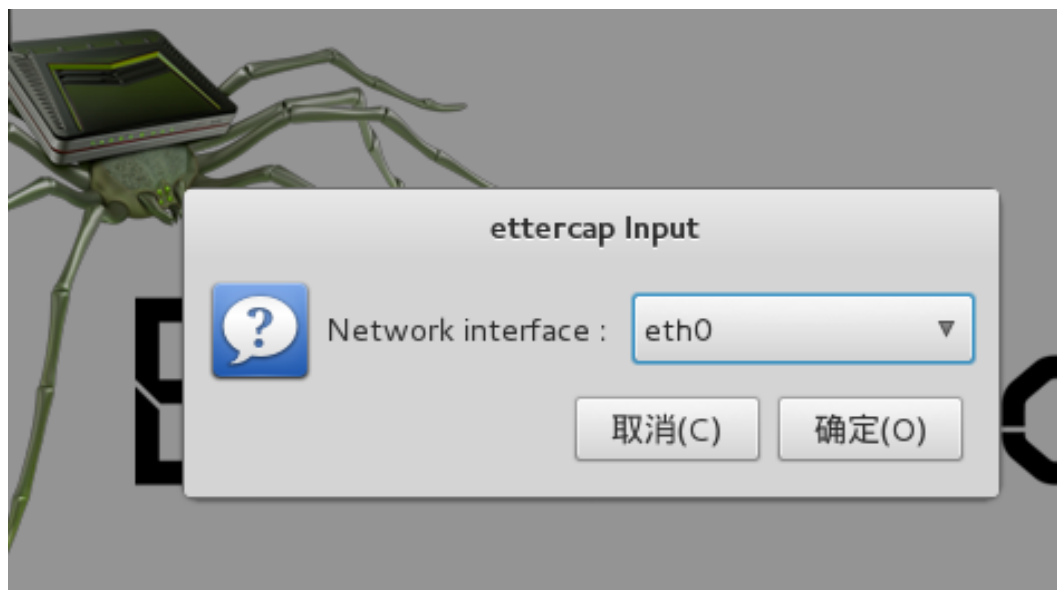 ettercap Input
Network interface :
eth0
取消(C)
确定(O)